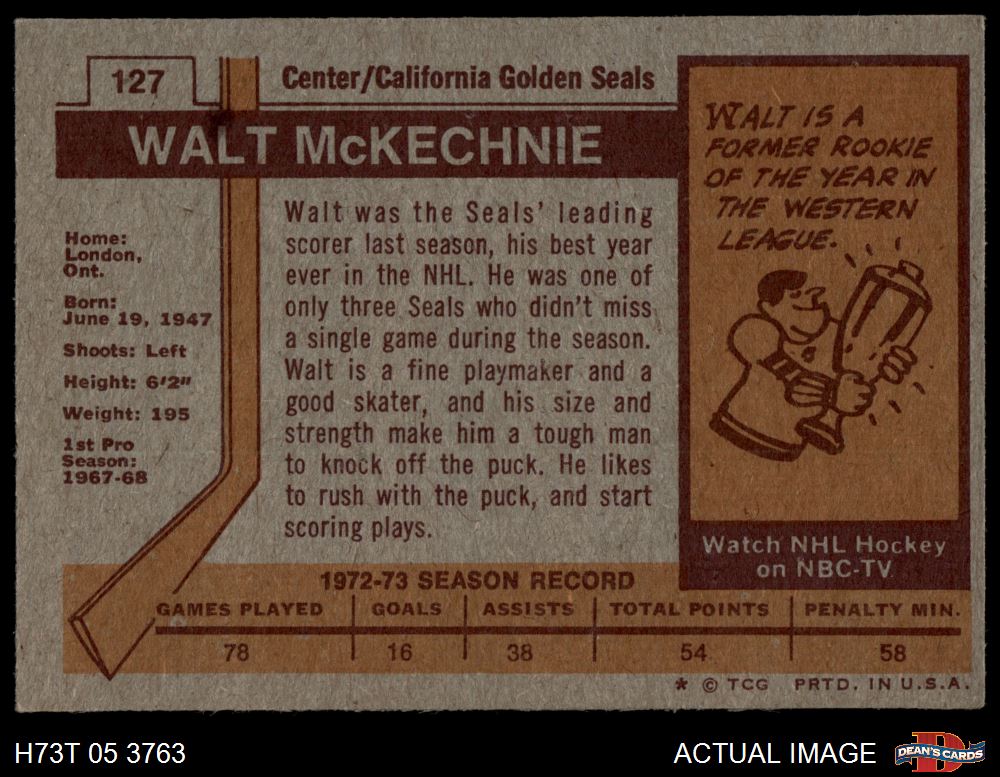 127
Center/California Golden Seals
WALT McKECHNIE
Home:
London,
Ont.
Born:
June 19, 1947
Shoots: Left
Height: 6'2"
Weight: 195
1st Pro
Season:
1967-68
Walt was the Seals' leading
scorer last season, his best year
ever in the NHL. He was one of
only three Seals who didn't miss
a single game during the season.
Walt is a fine playmaker and a
good skater, and his size and
strength make him a tough man
to knock off the puck. He likes
to rush with the puck, and start
scoring plays.
WALT IS A
FORMER ROOKIE
OF THE YEAR IN
THE WESTERN
LEAGUE.
Watch NHL Hockey
on NBC-TV
1972-73 SEASON RECORD
GAMES PLAYED GOALS ASSISTS TOTAL POINTS PENALTY MIN.
78 16 38 54 58
* © TCG PRTD. IN U.S.A.
H73T 05 3763
ACTUAL IMAGE
D
DEAN'S CARDS